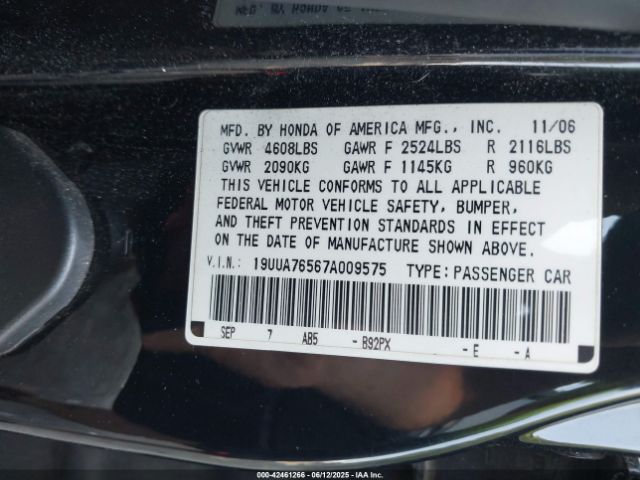 MFD. BY HONDA OF AMERICA MFG., INC. 11/06
GVWR 4608LBS GAWR F 2524LBS R 2116LBS
GVWR 2090KG GAWR F 1145KG R 960KG
THIS VEHICLE CONFORMS TO ALL APPLICABLE
FEDERAL MOTOR VEHICLE SAFETY, BUMPER,
AND THEFT PREVENTION STANDARDS IN EFFECT
ON THE DATE OF MANUFACTURE SHOWN ABOVE.
V.I.N.: 19UUA76567A009575 TYPE: PASSENGER CAR
SEP 7 AB5 - B92PX - E - A
000-42461266 - 06/12/2025 - IAAI.COM